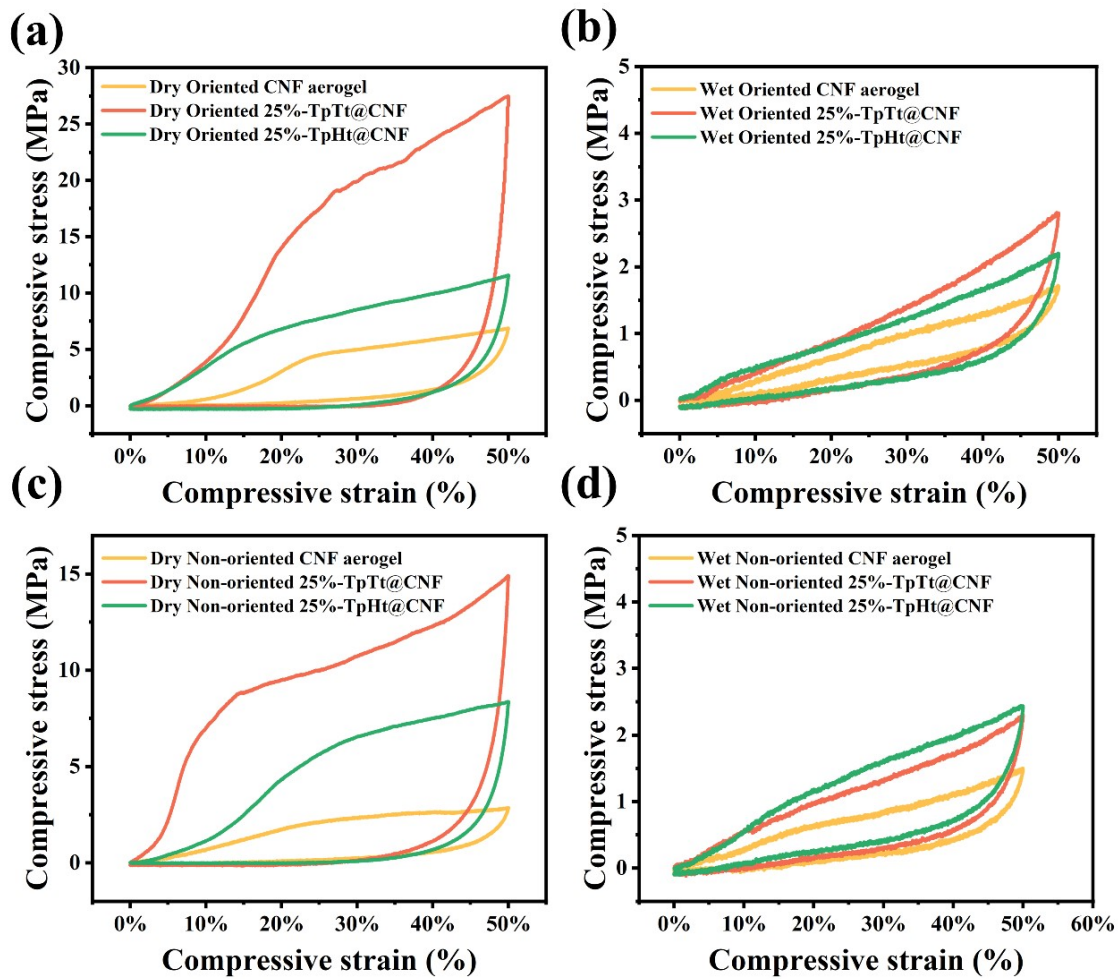 (a)
Compressive stress (MPa)
30
25
20
15
10
5
0
Dry Oriented CNF aerogel
Dry Oriented 25%-TpTt@CNF
Dry Oriented 25%-TpHt@CNF
0% 10% 20% 30% 40% 50%
Compressive strain (%)
(b)
Compressive stress (MPa)
5
4
3
2
1
0
Wet Oriented CNF aerogel
Wet Oriented 25%-TpTt@CNF
Wet Oriented 25%-TpHt@CNF
0% 10% 20% 30% 40% 50%
Compressive strain (%)
(c)
Compressive stress (MPa)
15
10
5
0
Dry Non-oriented CNF aerogel
Dry Non-oriented 25%-TpTt@CNF
Dry Non-oriented 25%-TpHt@CNF
0% 10% 20% 30% 40% 50%
Compressive strain (%)
(d)
Compressive stress (MPa)
5
4
3
2
1
0
Wet Non-oriented CNF aerogel
Wet Non-oriented 25%-TpTt@CNF
Wet Non-oriented 25%-TpHt@CNF
0% 10% 20% 30% 40% 50% 60%
Compressive strain (%)